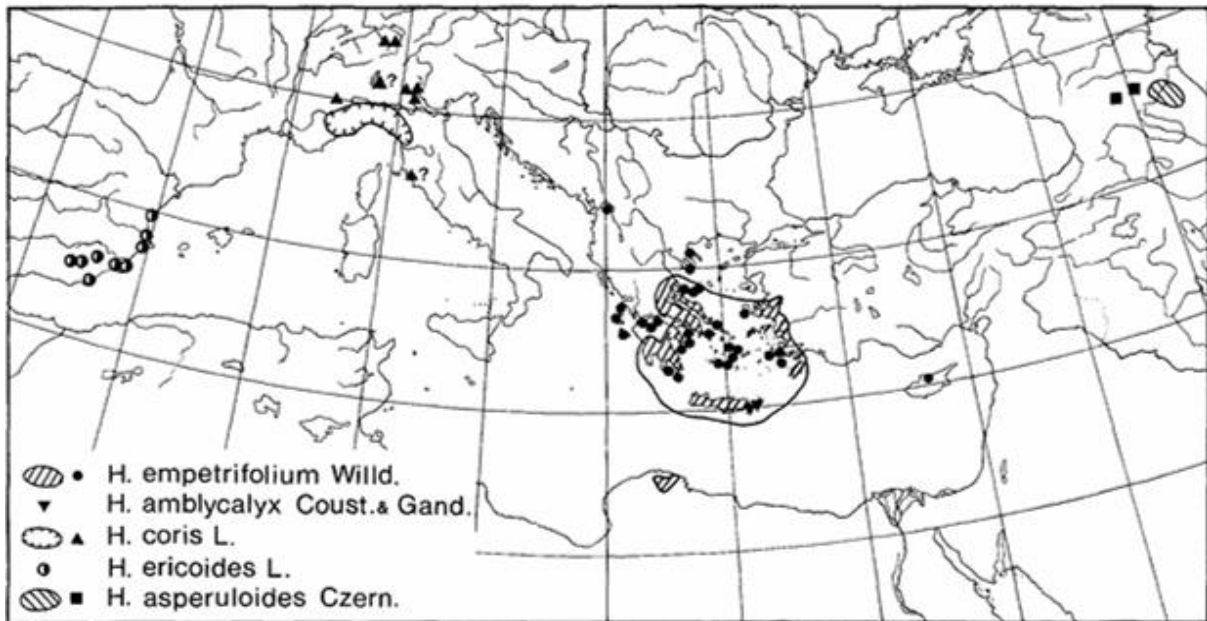 ?
?
H. empetrifolium Willd.
H. amblycalyx Coust. & Gand.
H. coris L.
H. ericoides L.
H. asperuloides Czern.